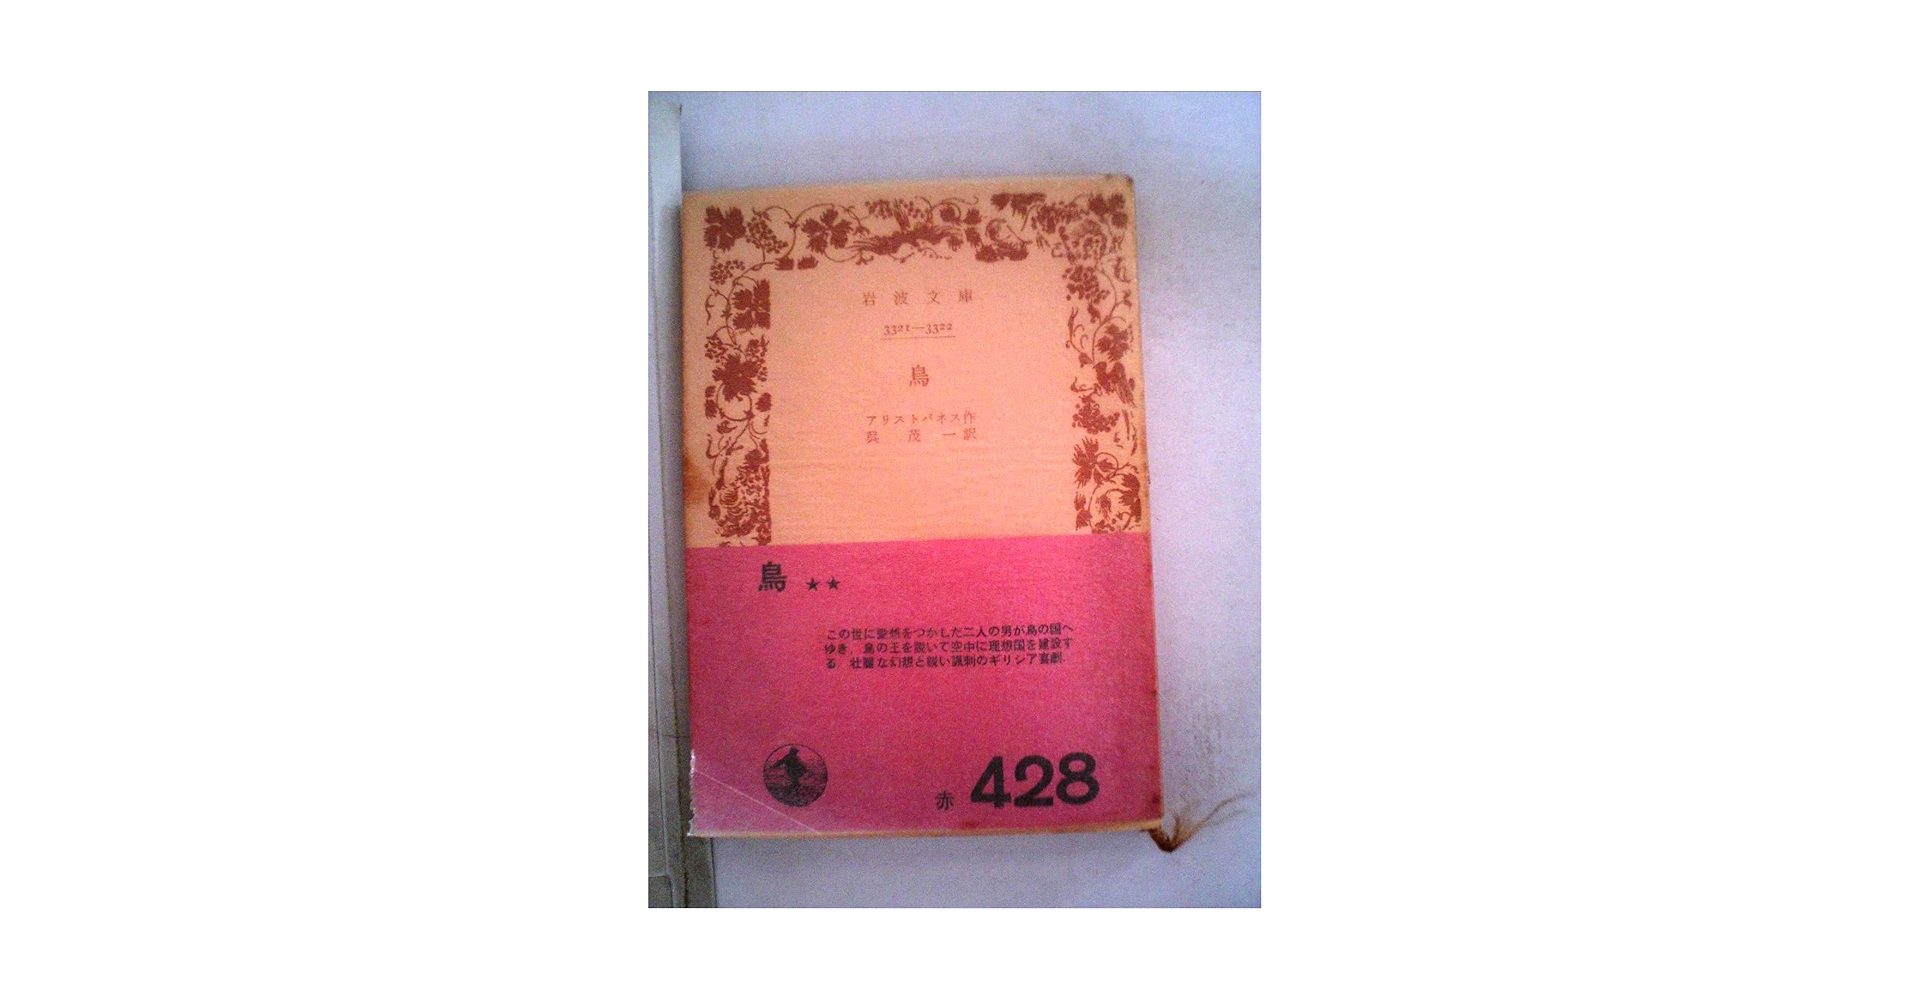 岩波文庫
3321—3322
鳥
アリストパネス作
呉茂一訳
鳥 ★★
この世に愛想をつかした二人の男が鳥の国へ
ゆき，鳥の王を説いて空中に理想国を建設す
る．壮麗な幻想と鋭い諷刺のギリシア喜劇．
赤 428